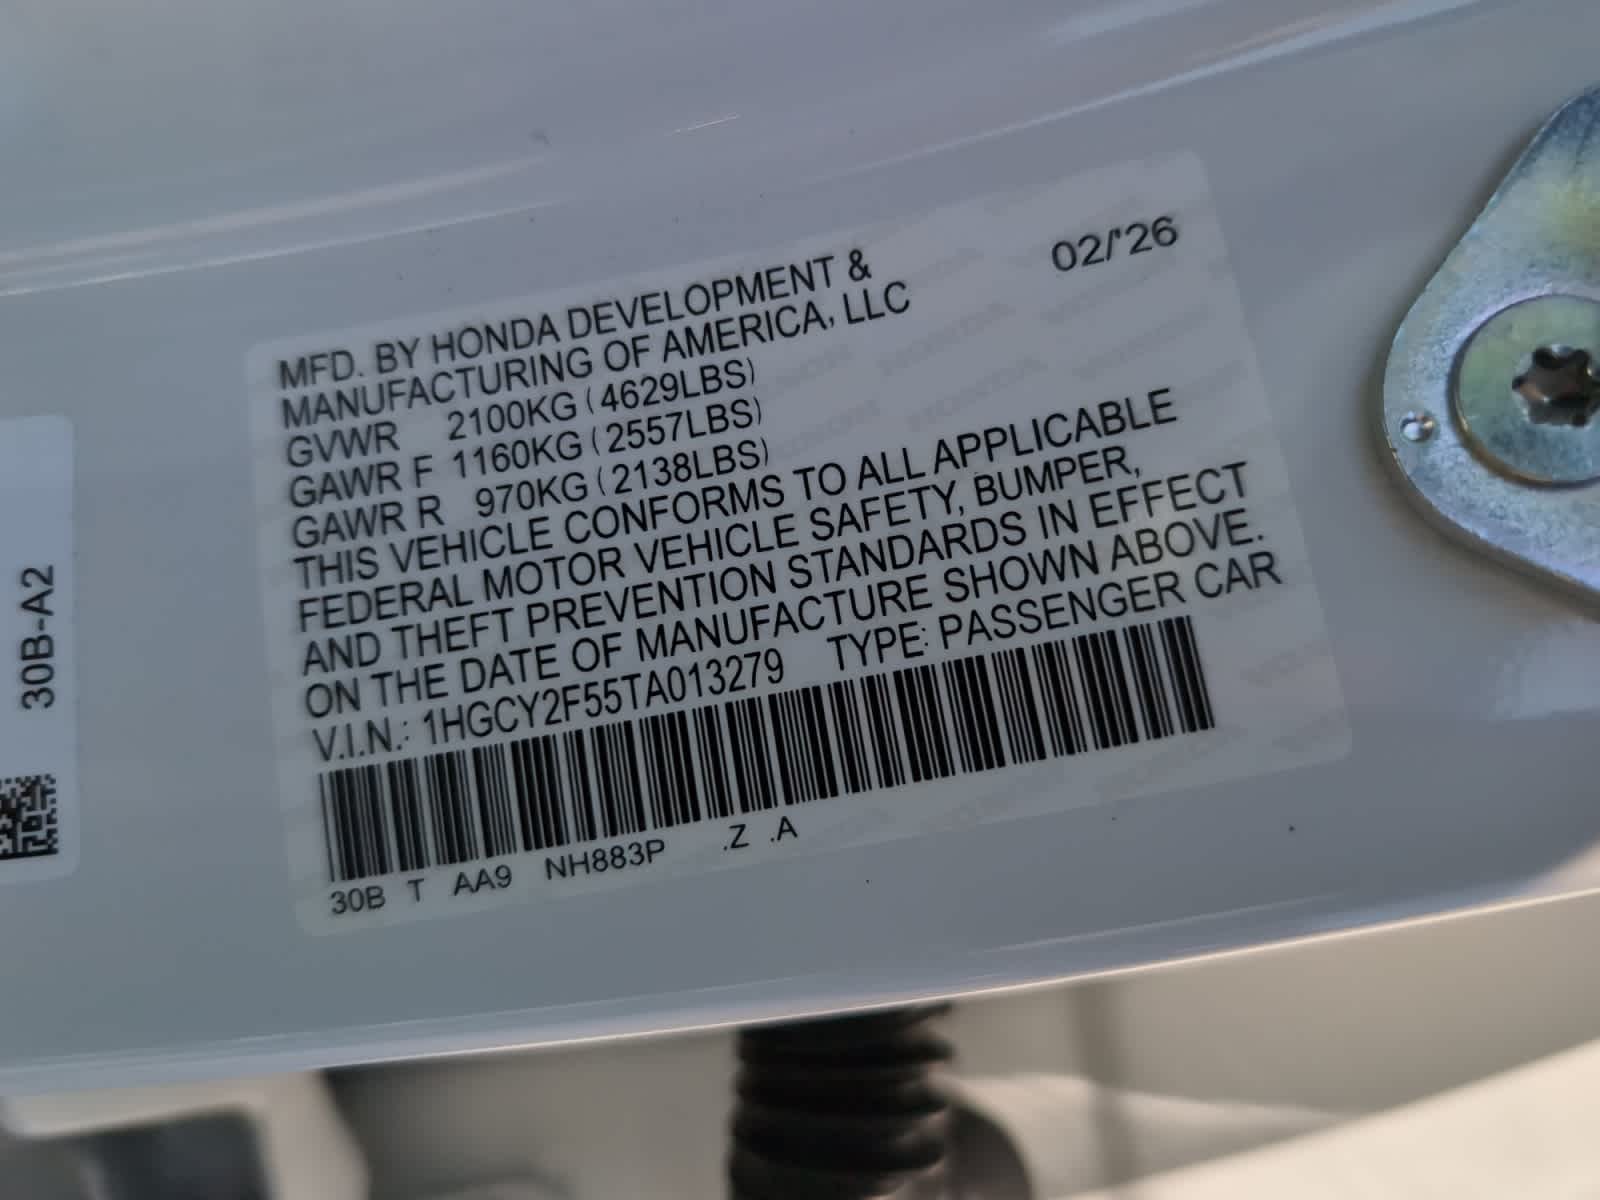 MFD. BY HONDA DEVELOPMENT & 02/'26
MANUFACTURING OF AMERICA, LLC
GVWR 2100KG (4629LBS)
GAWR F 1160KG (2557LBS)
GAWR R 970KG (2138LBS)
THIS VEHICLE CONFORMS TO ALL APPLICABLE
FEDERAL MOTOR VEHICLE SAFETY, BUMPER,
AND THEFT PREVENTION STANDARDS IN EFFECT
ON THE DATE OF MANUFACTURE SHOWN ABOVE.
V.I.N.: 1HGCY2F55TA013279 TYPE: PASSENGER CAR
30B T AA9 NH883P .Z .A
30B-A2